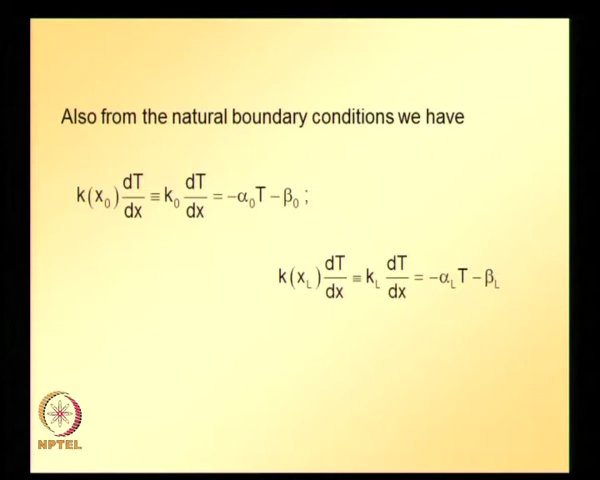 Also from the natural boundary conditions we have
k(x₀) dT/dx ≡ k₀ dT/dx = −α₀T − β₀ ;
k(x_L) dT/dx ≡ k_L dT/dx = −α_L T − β_L
NPTEL